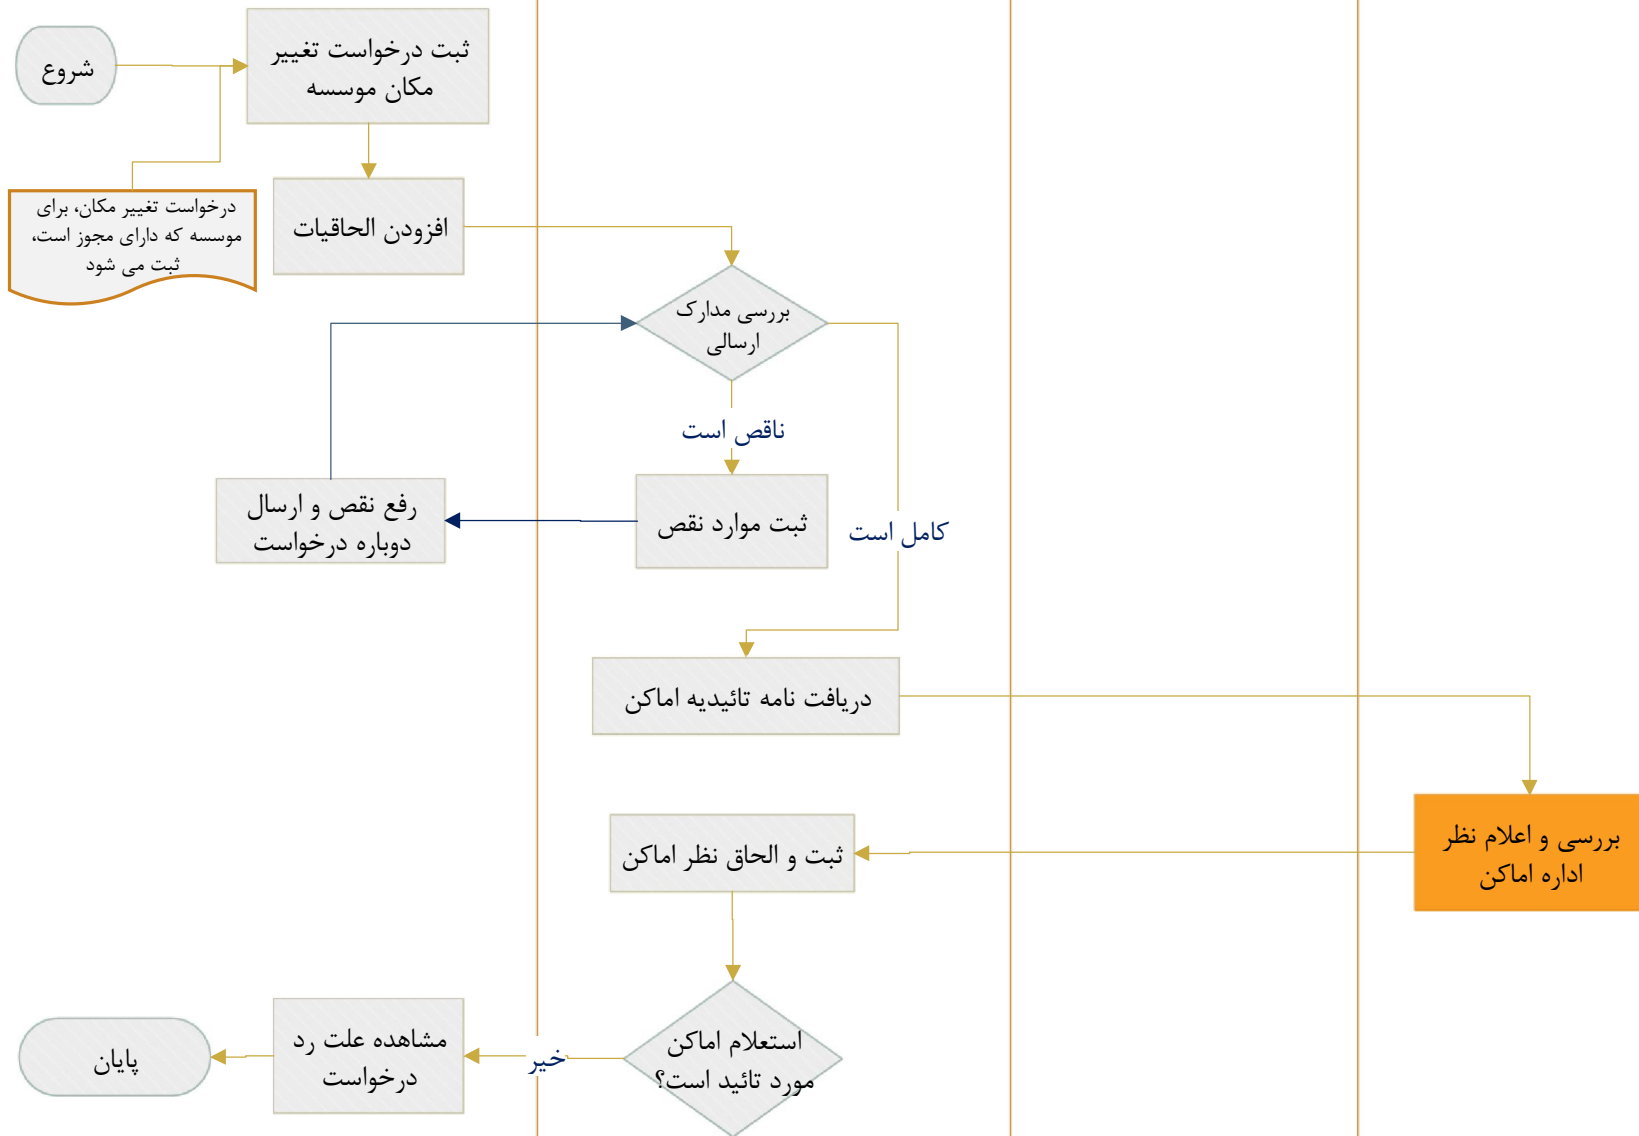 شروع
ثبت درخواست تغییر
مکان موسسه
درخواست تغییر مکان، برای
موسسه که دارای مجوز است،
ثبت می شود
افزودن الحاقیات
بررسی مدارک
ارسالی
ناقص است
ثبت موارد نقص
رفع نقص و ارسال
دوباره درخواست
کامل است
دریافت نامه تائیدیه اماکن
بررسی و اعلام نظر
اداره اماکن
ثبت و الحاق نظر اماکن
استعلام اماکن
مورد تائید است؟
خیر
مشاهده علت رد
درخواست
پایان